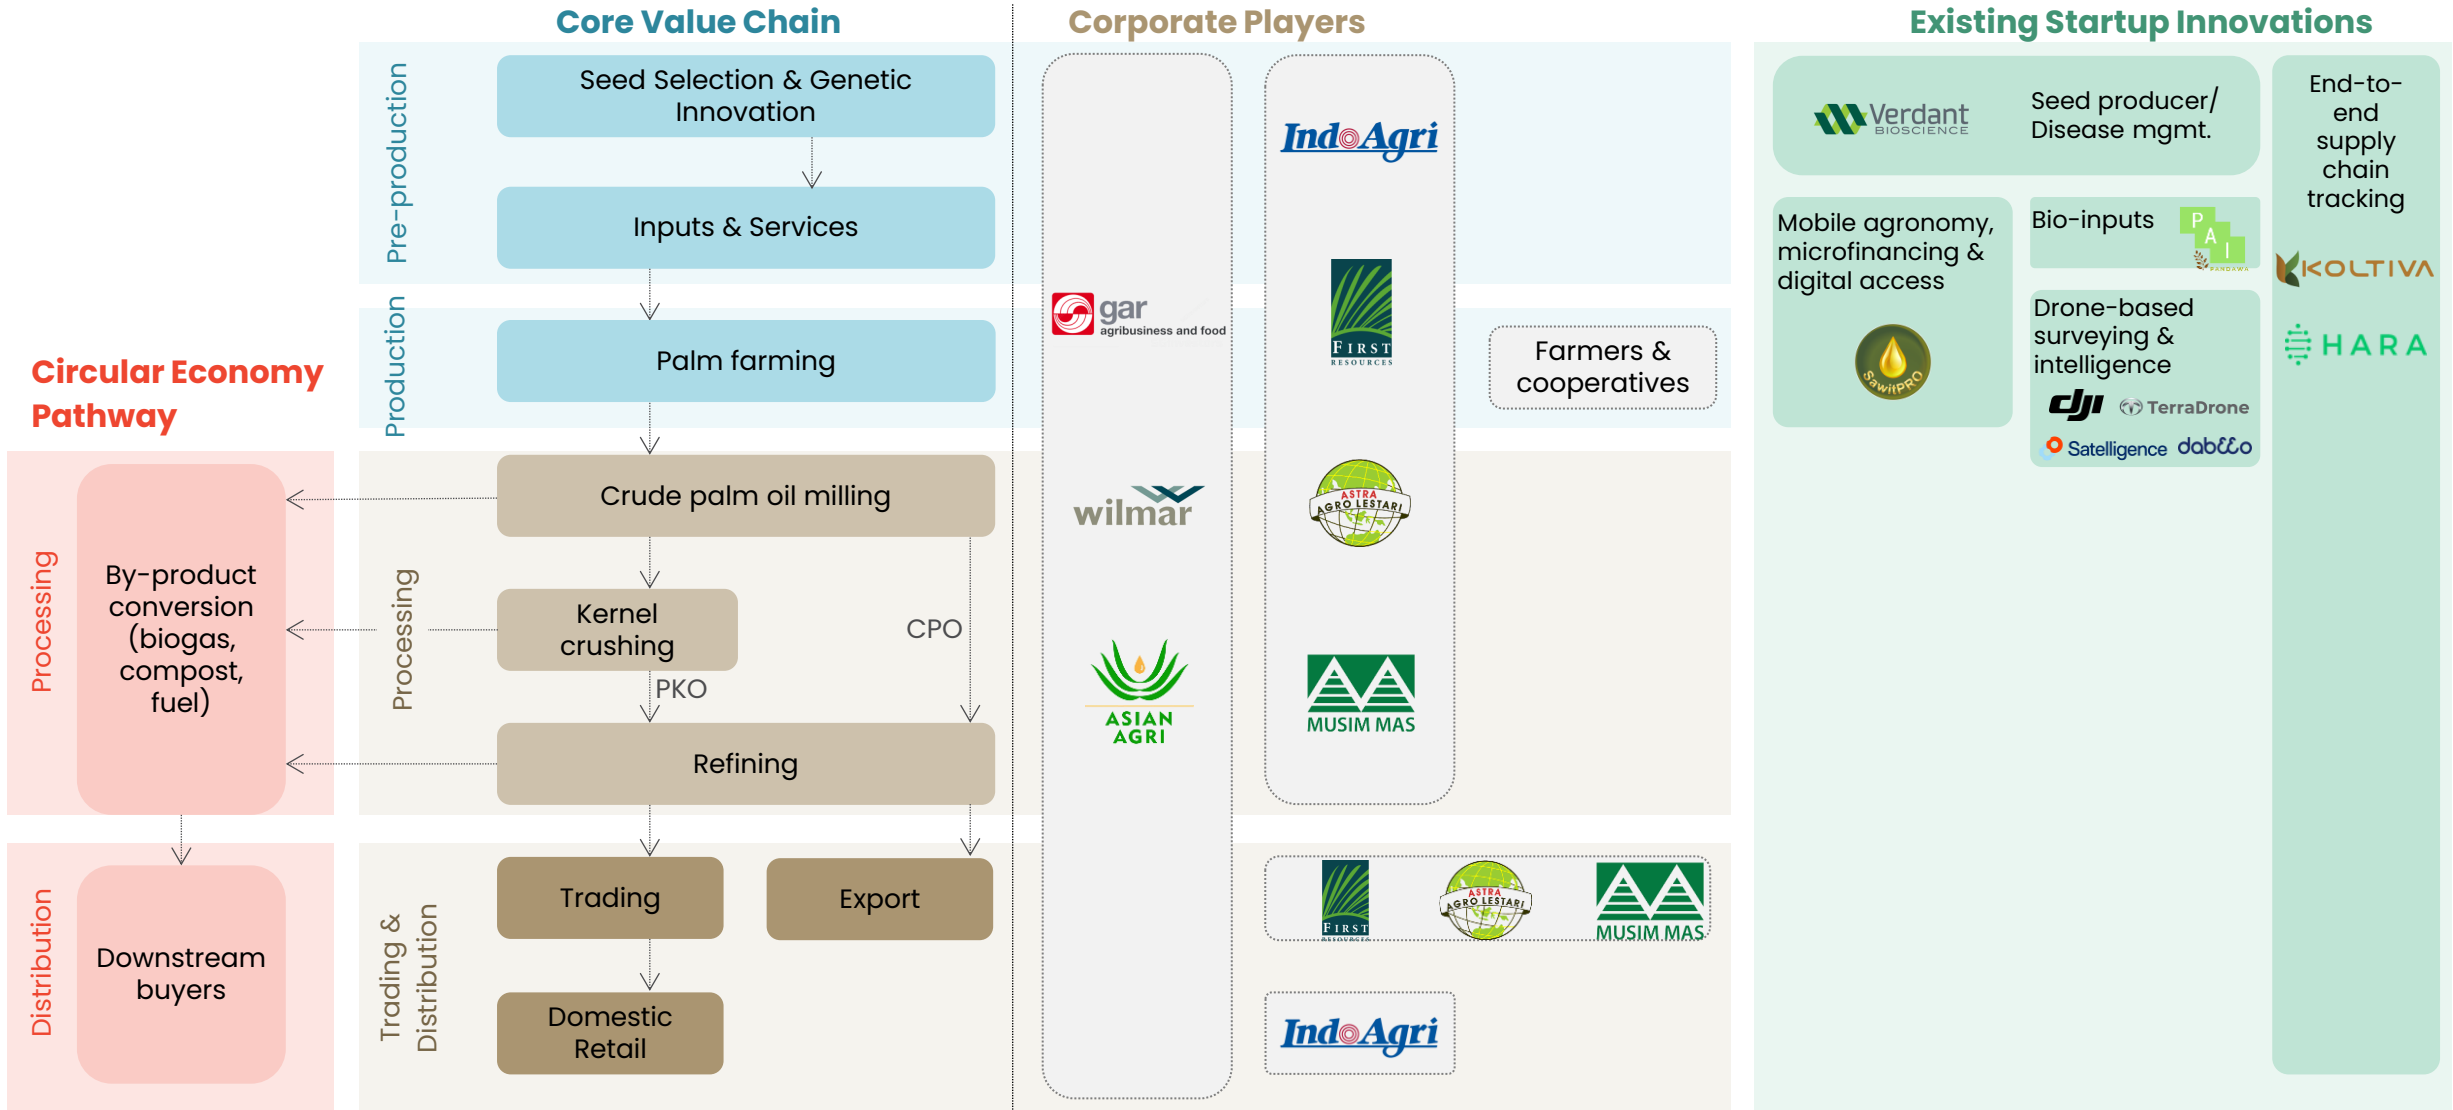 Core Value Chain
Corporate Players
Existing Startup Innovations
Circular Economy
Pathway
Pre-production
Production
Processing
Trading &
Distribution
Processing
Distribution
Seed Selection & Genetic
Innovation
Inputs & Services
Palm farming
Crude palm oil milling
Kernel
crushing
CPO
PKO
Refining
Trading
Export
Domestic
Retail
By-product
conversion
(biogas,
compost,
fuel)
Downstream
buyers
gar
agribusiness and food
wilmar
ASIAN
AGRI
IndoAgri
FIRST
RESOURCES
ASTRA
AGRO LESTARI
MUSIM MAS
Farmers &
cooperatives
FIRST
RESOURCES
ASTRA
AGRO LESTARI
MUSIM MAS
IndoAgri
Verdant
BIOSCIENCE
Seed producer/
Disease mgmt.
Mobile agronomy,
microfinancing &
digital access
SawitPRO
Bio-inputs
PAI
PANDAWA
Drone-based
surveying &
intelligence
dji
TerraDrone
Satelligence
dabeeo
End-to-
end
supply
chain
tracking
KOLTIVA
HARA